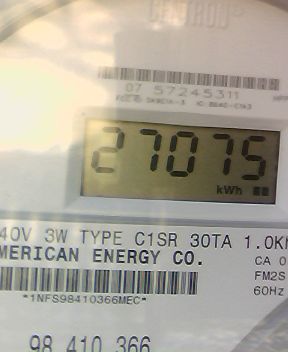 CENTRON®
07 57245311
27075
kWh
40V 3W TYPE C1SR 30TA 1.0K
MERICAN ENERGY CO.
CA 0
FM2S
60Hz
*1NFS98410366MEC*
98 410 366